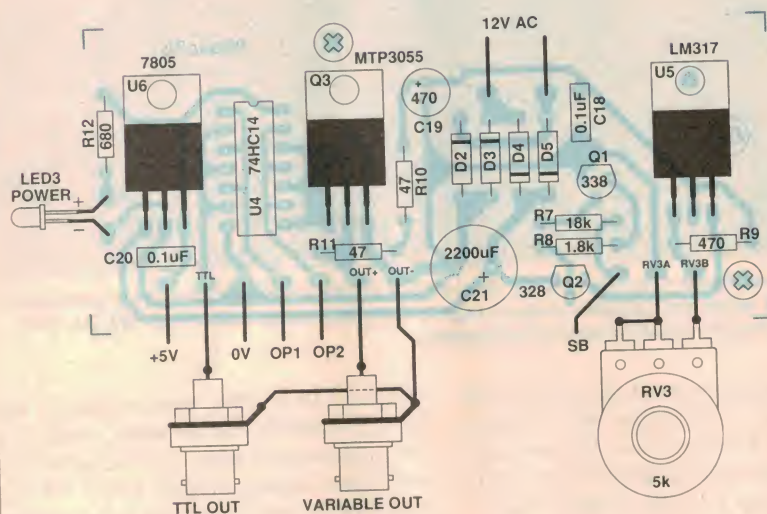 12V AC
7805
MTP3055
LM317
U6
Q3
U5
+
470
C19
0.1uF
C18
R12
680
U4 74HC14
47
R10
D2
D3
D4
D5
Q1
338
LED3
POWER
+
−
R7
18k
R8
1.8k
470
R9
C20
0.1uF
TTL
R11
47
OUT+
OUT-
2200uF
+
C21
328
Q2
RV3A
RV3B
+5V
0V
OP1
OP2
SB
RV3
5k
TTL OUT
VARIABLE OUT